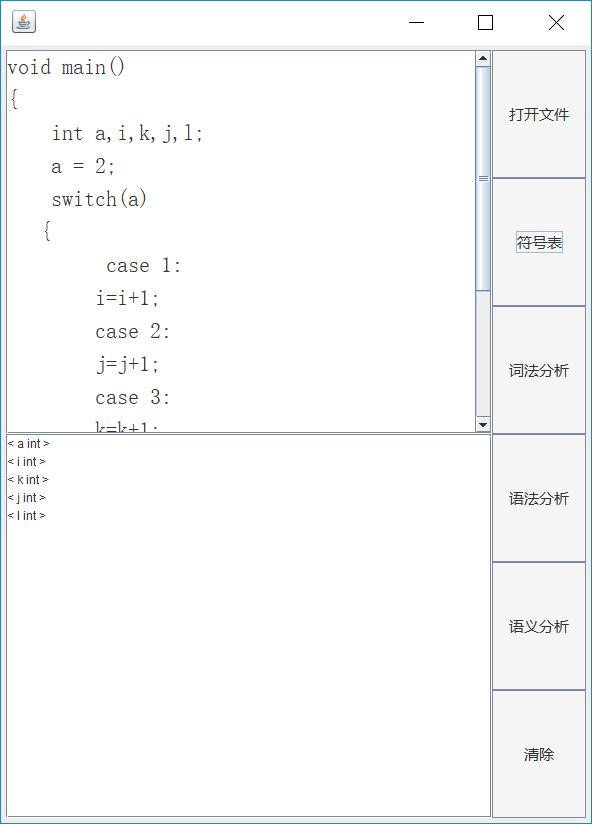 void main()
{
int a,i,k,j,l;
a = 2;
switch(a)
{
case 1:
i=i+1;
case 2:
j=j+1;
case 3:
k=k+1;
< a int >
< i int >
< k int >
< j int >
< l int >
打开文件
符号表
词法分析
语法分析
语义分析
清除